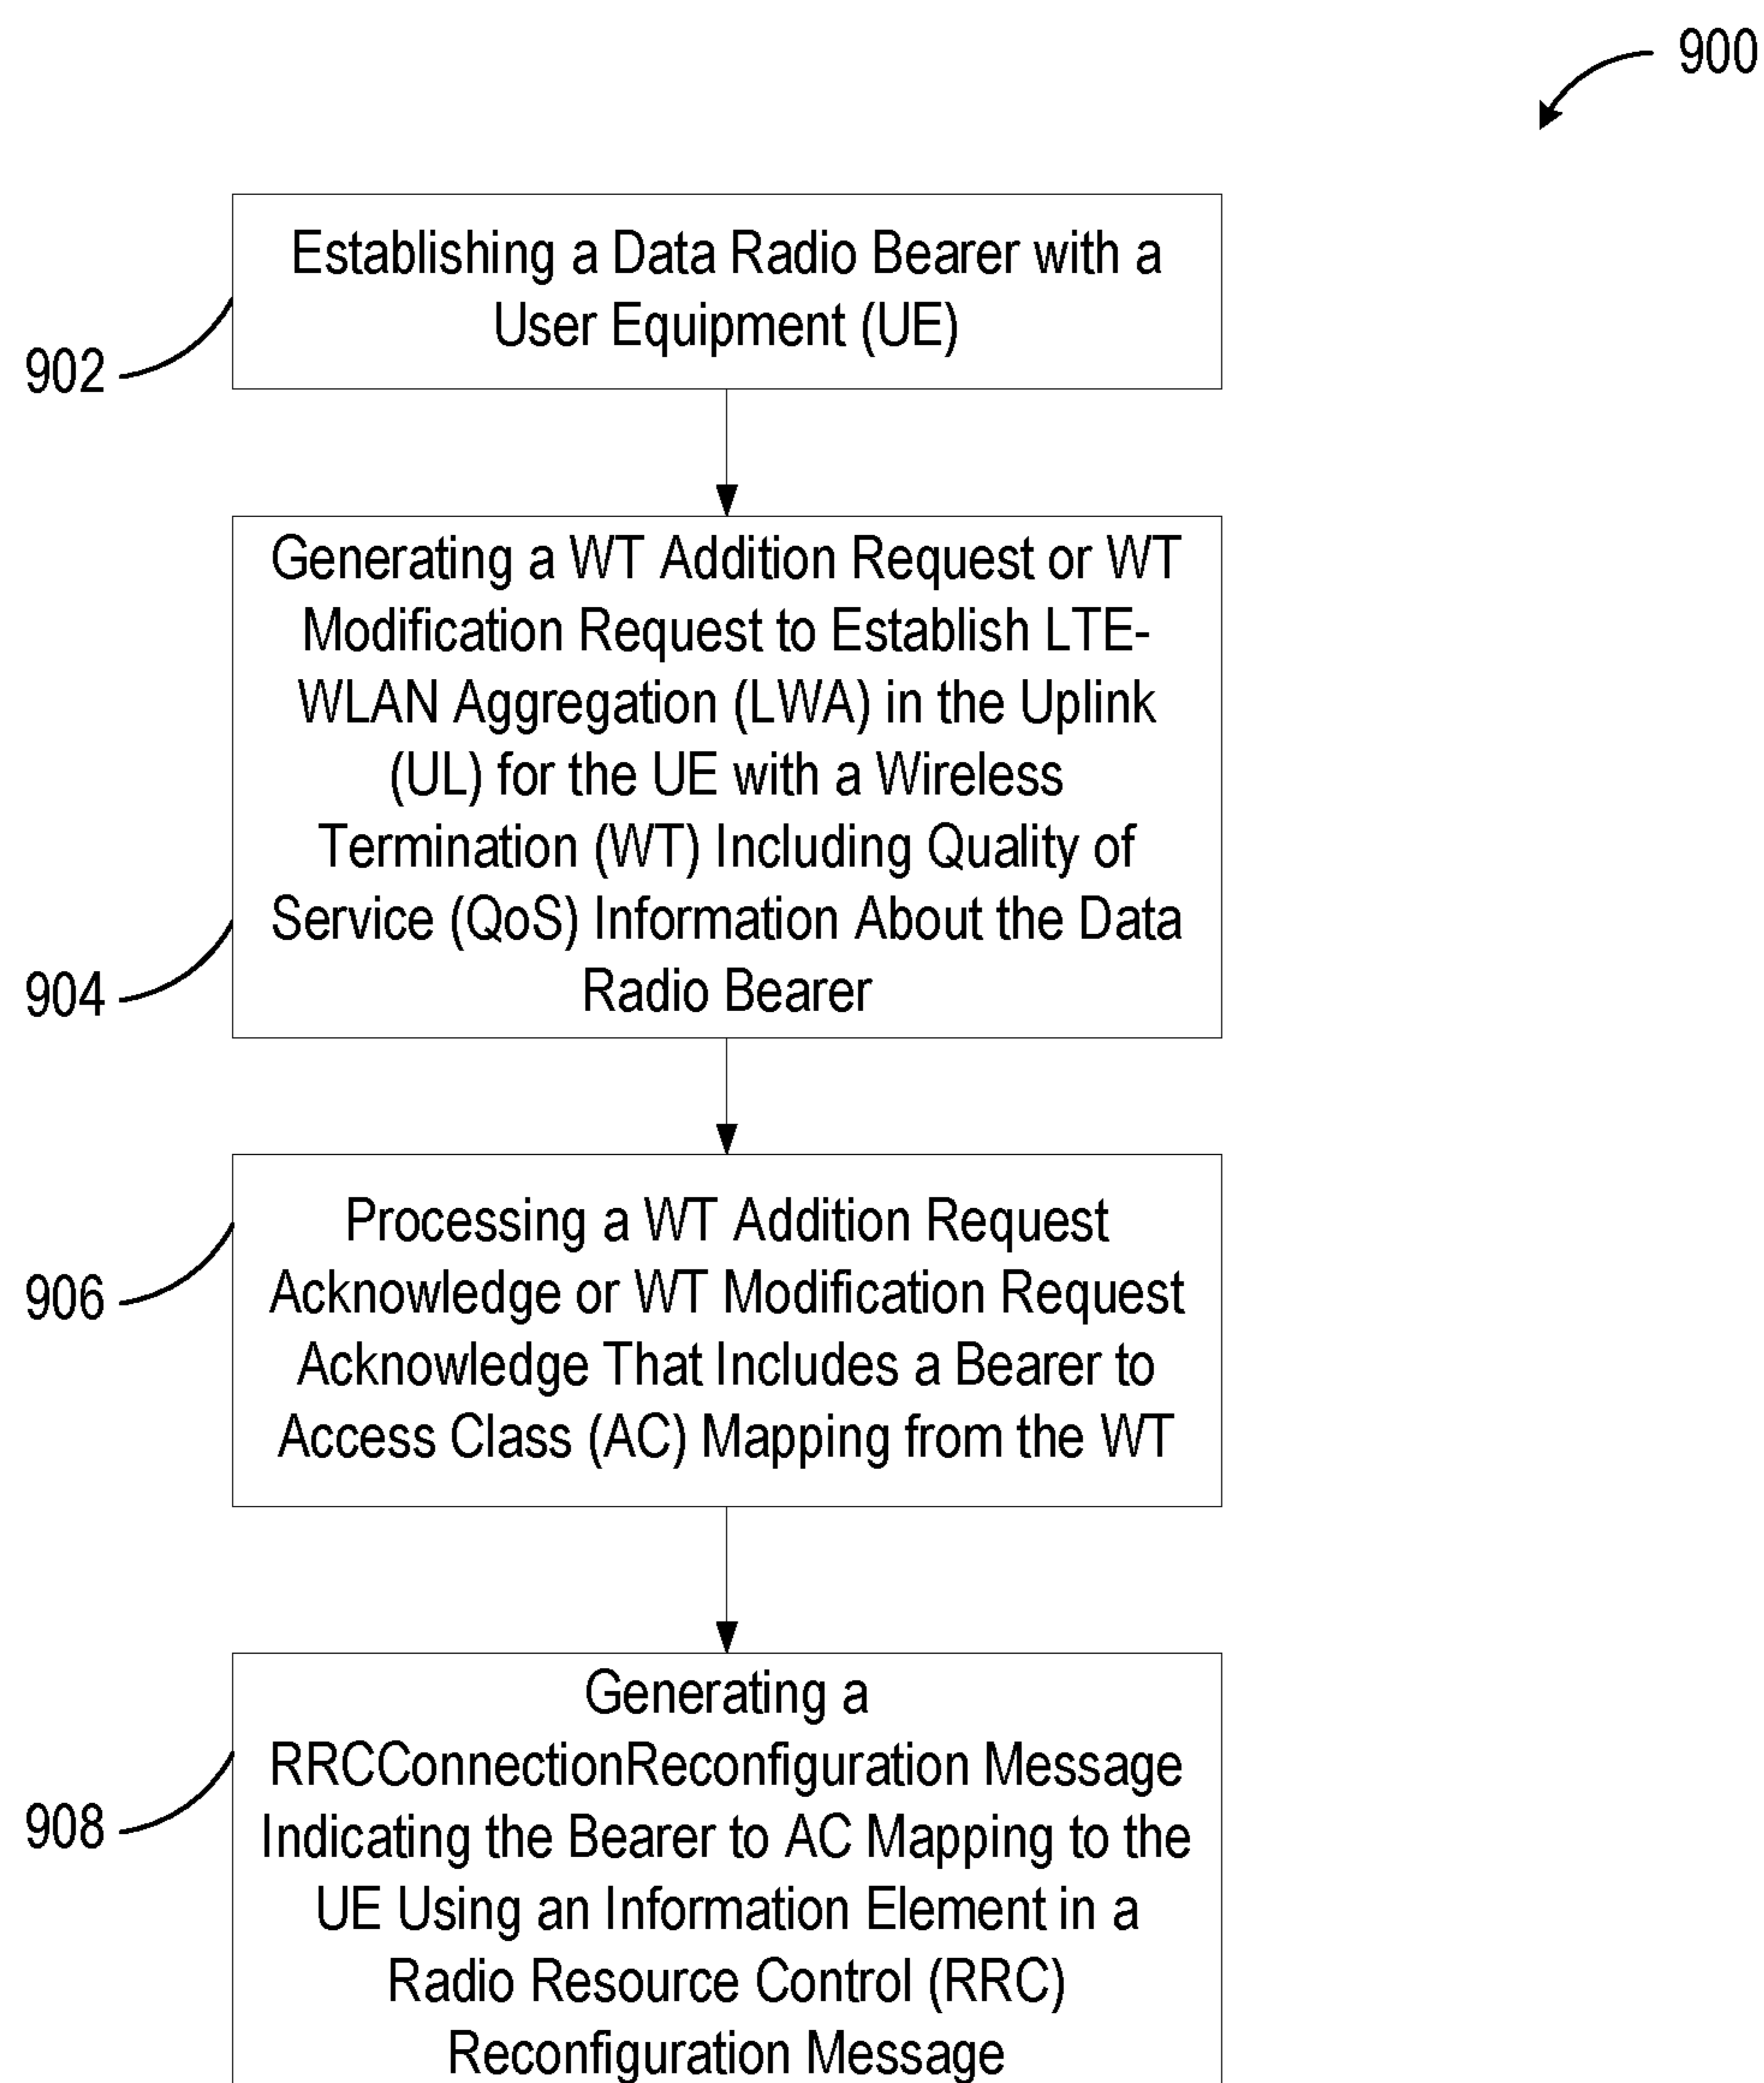 900
Establishing a Data Radio Bearer with a
User Equipment (UE)
902
Generating a WT Addition Request or WT
Modification Request to Establish LTE-
WLAN Aggregation (LWA) in the Uplink
(UL) for the UE with a Wireless
Termination (WT) Including Quality of
Service (QoS) Information About the Data
Radio Bearer
904
Processing a WT Addition Request
Acknowledge or WT Modification Request
Acknowledge That Includes a Bearer to
Access Class (AC) Mapping from the WT
906
Generating a
RRCConnectionReconfiguration Message
Indicating the Bearer to AC Mapping to the
UE Using an Information Element in a
Radio Resource Control (RRC)
Reconfiguration Message
908